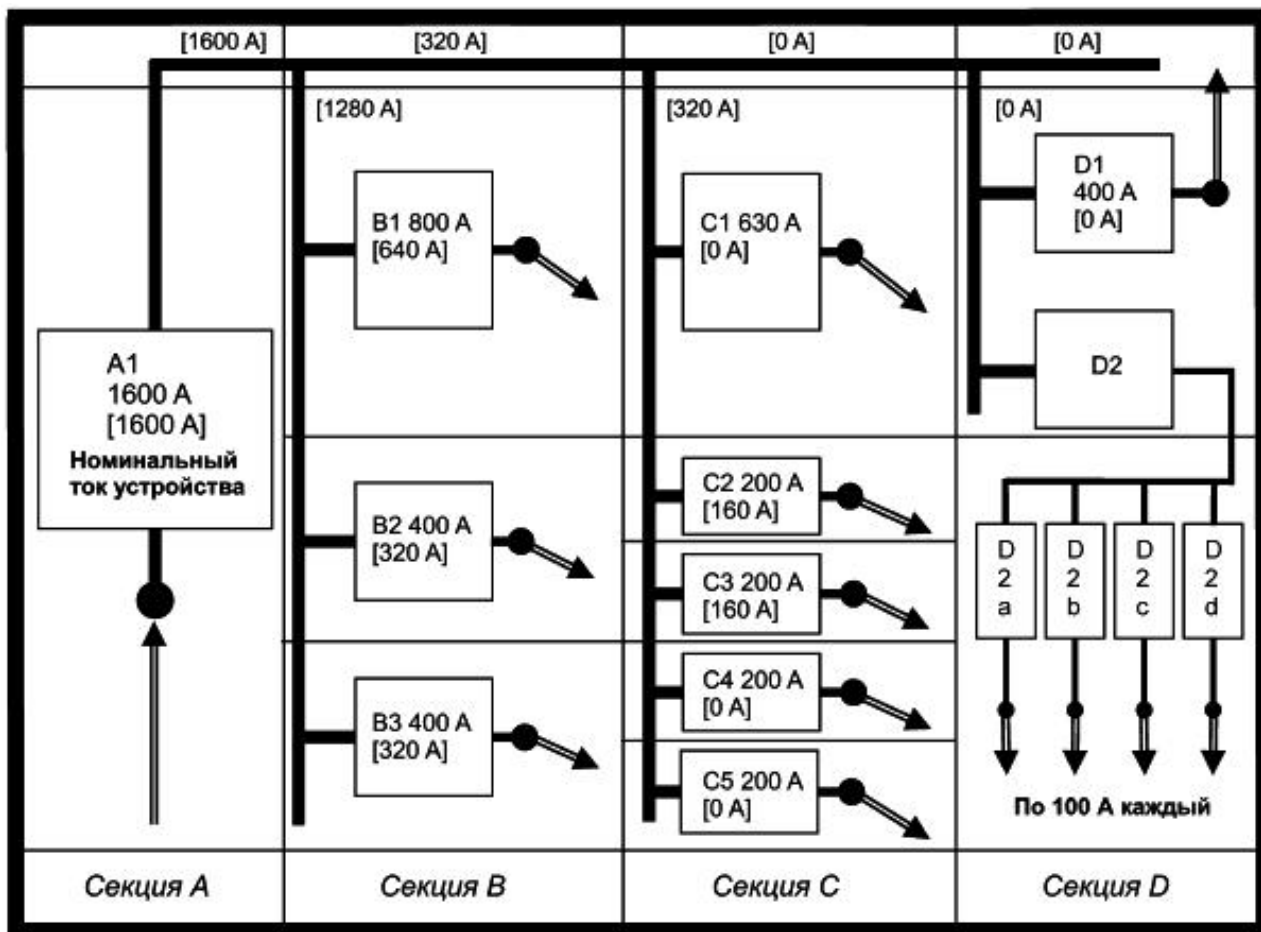 [1600 A]
[320 A]
[0 A]
[0 A]
[1280 A]
[320 A]
[0 A]
A1
1600 A
[1600 A]
Номинальный
ток устройства
B1 800 A
[640 A]
B2 400 A
[320 A]
B3 400 A
[320 A]
C1 630 A
[0 A]
C2 200 A
[160 A]
C3 200 A
[160 A]
C4 200 A
[0 A]
C5 200 A
[0 A]
D1
400 A
[0 A]
D2
D
2
a
D
2
b
D
2
c
D
2
d
По 100 А каждый
Секция A
Секция B
Секция C
Секция D